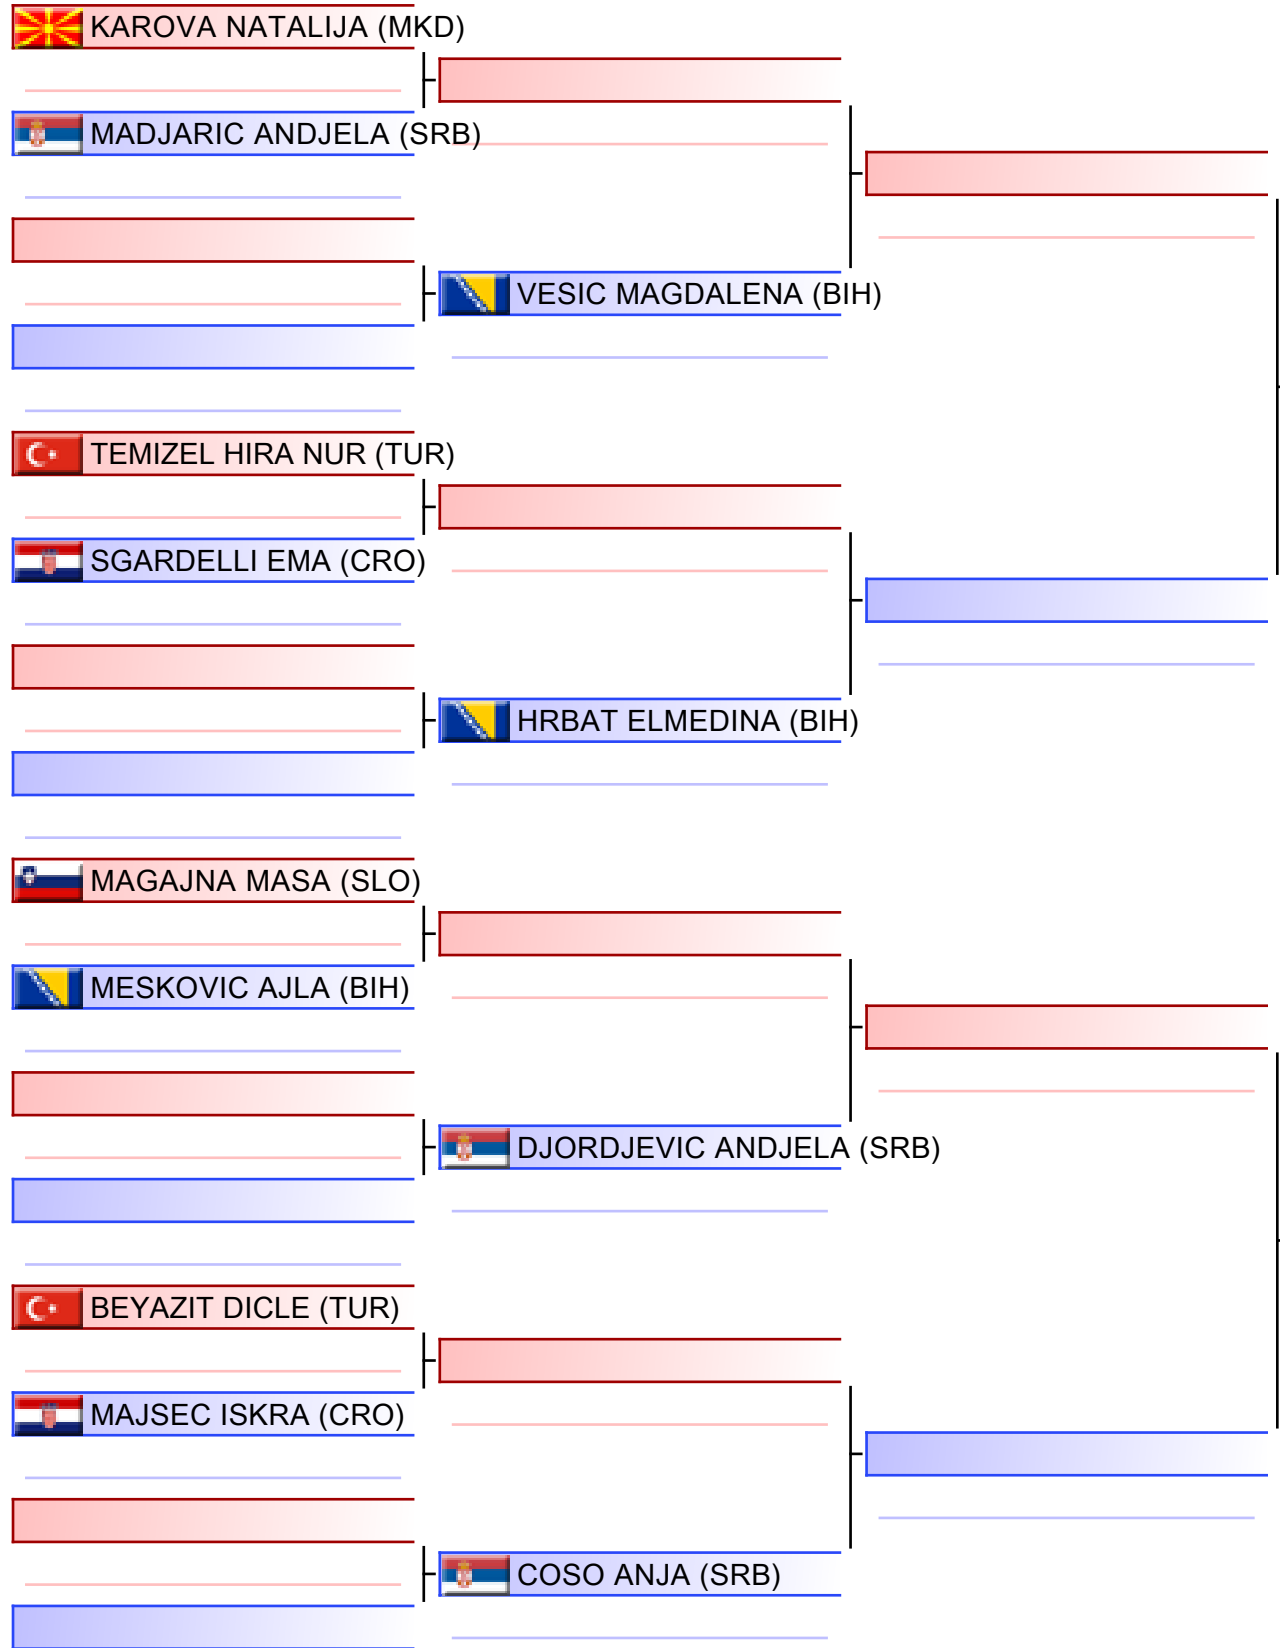 KAROVA NATALIJA (MKD)
MADJARIC ANDJELA (SRB)
VESIC MAGDALENA (BIH)
TEMIZEL HIRA NUR (TUR)
SGARDELLI EMA (CRO)
HRBAT ELMEDINA (BIH)
MAGAJNA MASA (SLO)
MESKOVIC AJLA (BIH)
DJORDJEVIC ANDJELA (SRB)
BEYAZIT DICLE (TUR)
MAJSEC ISKRA (CRO)
COSO ANJA (SRB)